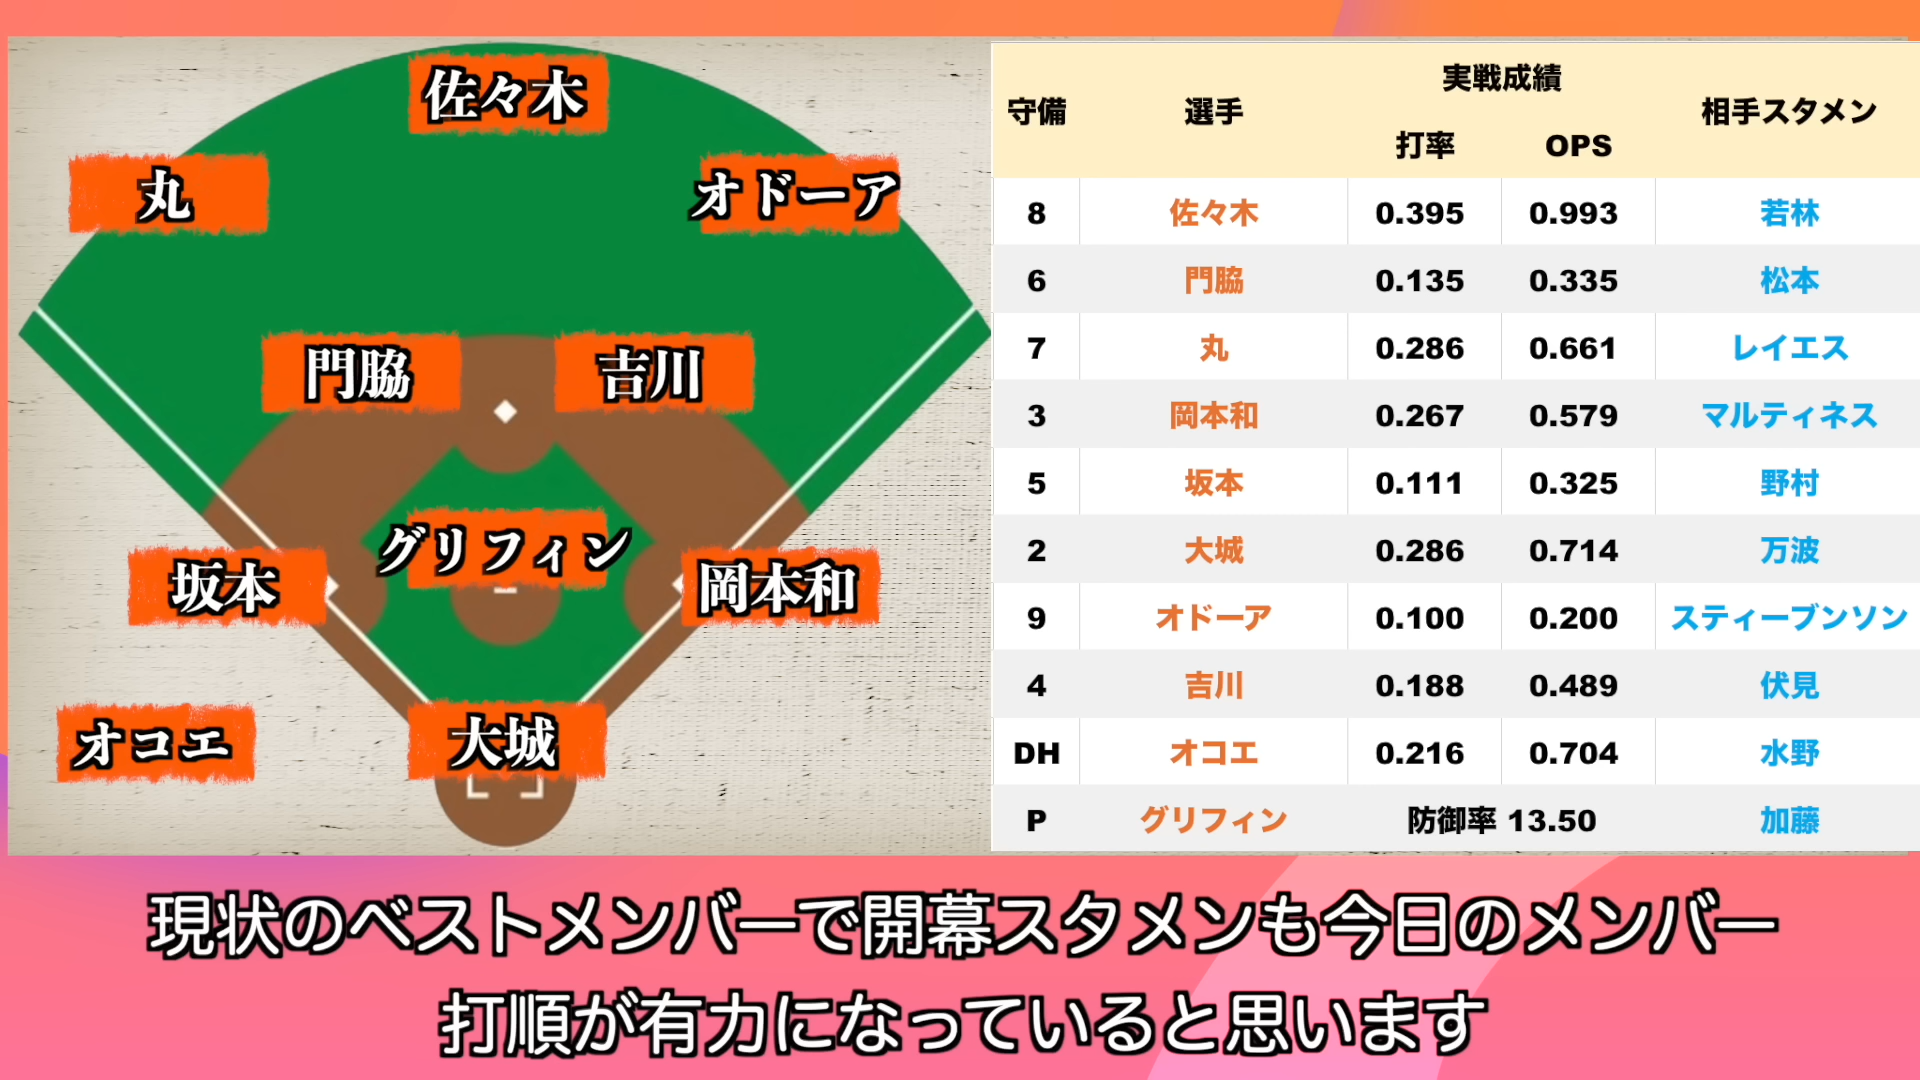 佐々木
丸
オドーア
門脇
吉川
グリフィン
坂本
岡本和
オコエ
大城
守備 選手 実戦成績 相手スタメン
打率 OPS
8 佐々木 0.395 0.993 若林
6 門脇 0.135 0.335 松本
7 丸 0.286 0.661 レイエス
3 岡本和 0.267 0.579 マルティネス
5 坂本 0.111 0.325 野村
2 大城 0.286 0.714 万波
9 オドーア 0.100 0.200 スティーブンソン
4 吉川 0.188 0.489 伏見
DH オコエ 0.216 0.704 水野
P グリフィン 防御率 13.50 加藤
現状のベストメンバーで開幕スタメンも今日のメンバー
打順が有力になっていると思います